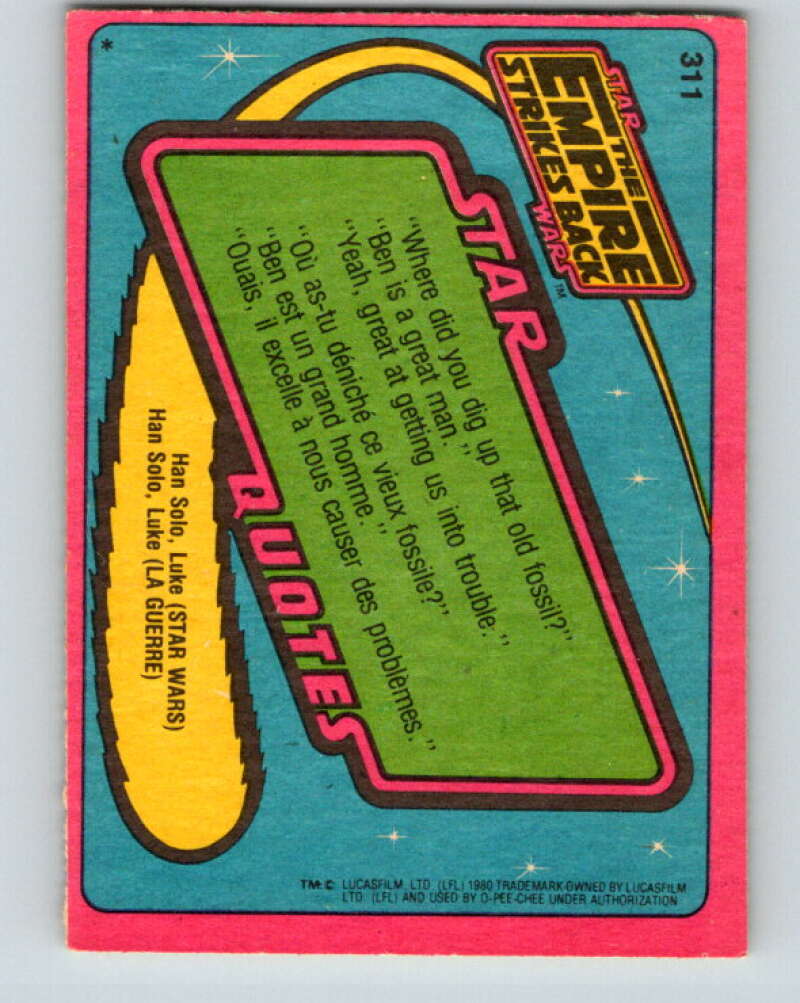 311
STAR
THE
EMPIRE
STRIKES BACK
WARS™
STAR
"Where did you dig up that old fossil?"
"Ben is a great man."
"Yeah, great at getting us into trouble."
"Où as-tu déniché ce vieux fossile?"
"Ben est un grand homme."
"Ouais, il excelle à nous causer des problèmes."
QUOTES
Han Solo, Luke (STAR WARS)
Han Solo, Luke (LA GUERRE)
*
TM: © LUCASFILM, LTD. (LFL) 1980 TRADEMARK OWNED BY LUCASFILM
LTD. (LFL) AND USED BY O-PEE-CHEE UNDER AUTHORIZATION